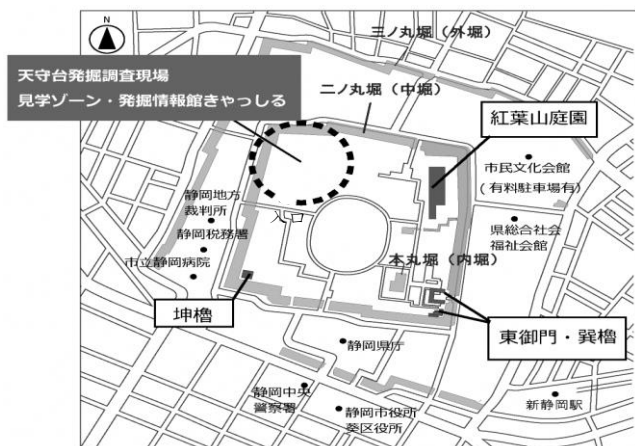 N
三ノ丸堀（外堀）
天守台発掘調査現場
見学ゾーン・発掘情報館きゃっしる
二ノ丸堀（中堀）
紅葉山庭園
市民文化会館
（有料駐車場有）
静岡地方
裁判所
入口
県総合社会
福祉会館
静岡税務署
本丸堀（内堀）
市立静岡病院
坤櫓
東御門・巽櫓
静岡県庁
静岡中央
警察署
新静岡駅
静岡市役所
葵区役所